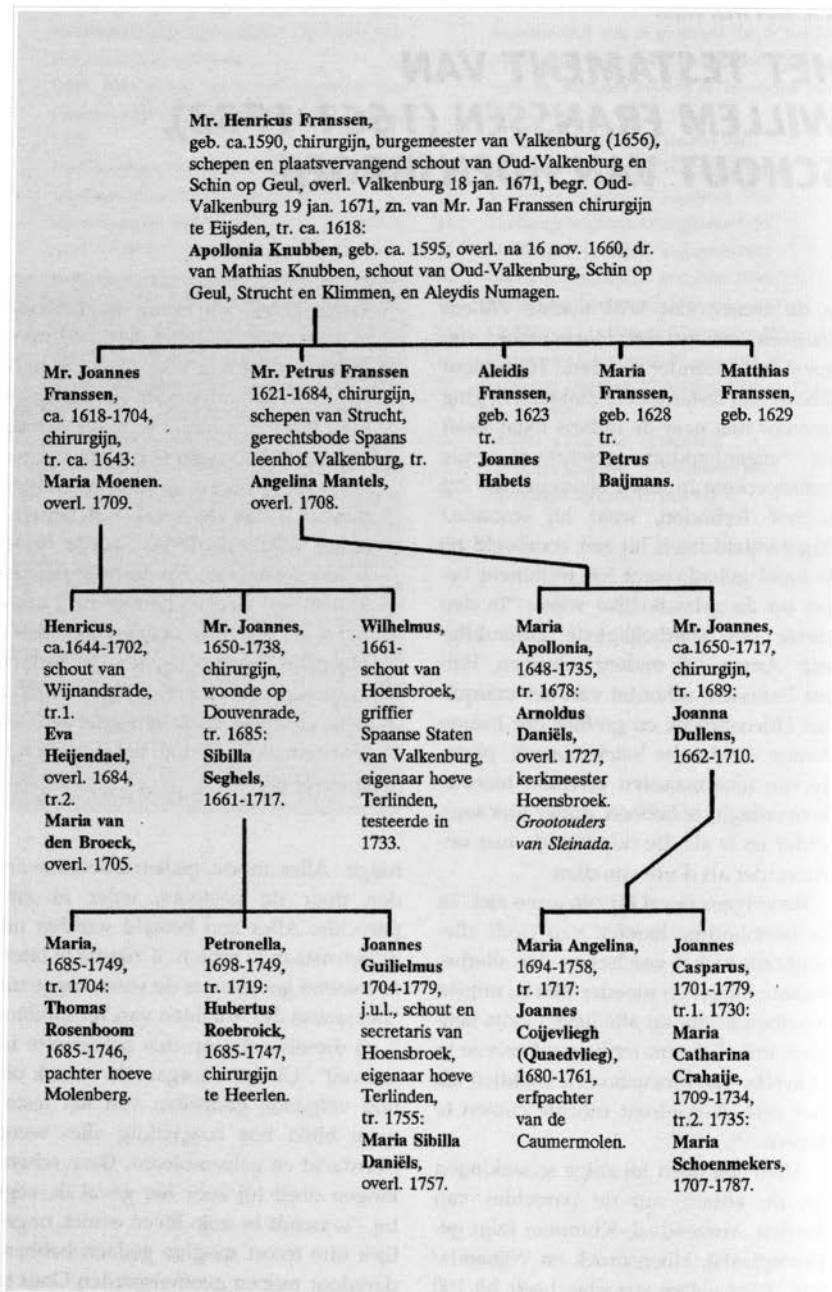 Mr. Henricus Franssen,
geb. ca.1590, chirurgijn, burgemeester van Valkenburg (1656),
schepen en plaatsvervangend schout van Oud-Valkenburg en
Schin op Geul, overl. Valkenburg 18 jan. 1671, begr. Oud-
Valkenburg 19 jan. 1671, zn. van Mr. Jan Franssen chirurgijn
te Eijsden, tr. ca. 1618:
Apollonia Knubben, geb. ca. 1595, overl. na 16 nov. 1660, dr.
van Mathias Knubben, schout van Oud-Valkenburg, Schin op
Geul, Strucht en Klimmen, en Aleydis Numagen.
Mr. Joannes
Franssen,
ca. 1618-1704,
chirurgijn,
tr. ca. 1643:
Maria Moenen.
overl. 1709.
Mr. Petrus Franssen
1621-1684, chirurgijn,
schepen van Strucht,
gerechtsbode Spaans
leenhof Valkenburg, tr.
Angelina Mantels,
overl. 1708.
Aleidis
Franssen,
geb. 1623
tr.
Joannes
Habets
Maria
Franssen,
geb. 1628
tr.
Petrus
Baijmans.
Matthias
Franssen,
geb. 1629
Henricus,
ca.1644-1702,
schout van
Wijnandsrade,
tr.1.
Eva
Heijendael,
overl. 1684,
tr.2.
Maria van
den Broeck,
overl. 1705.
Mr. Joannes,
1650-1738,
chirurgijn,
woonde op
Douvenrade,
tr. 1685:
Sibilla
Seghels,
1661-1717.
Wilhelmus,
1661-
schout van
Hoensbroek,
griffier
Spaanse Staten
van Valkenburg,
eigenaar hoeve
Terlinden,
testeerde in
1733.
Maria
Apollonia,
1648-1735,
tr. 1678:
Arnoldus
Daniëls,
overl. 1727,
kerkmeester
Hoensbroek.
Grootouders
van Sleinada.
Mr. Joannes,
ca.1650-1717,
chirurgijn,
tr. 1689:
Joanna
Dullens,
1662-1710.
Maria,
1685-1749,
tr. 1704:
Thomas
Rosenboom
1685-1746,
pachter hoeve
Molenberg.
Petronella,
1698-1749,
tr. 1719:
Hubertus
Roebroick,
1685-1747,
chirurgijn
te Heerlen.
Joannes
Guilielmus
1704-1779,
j.u.l., schout en
secretaris van
Hoensbroek,
eigenaar hoeve
Terlinden,
tr. 1755:
Maria Sibilla
Daniëls,
overl. 1757.
Maria Angelina,
1694-1758,
tr. 1717:
Joannes
Coijevliegh
(Quaedvlieg),
1680-1761,
erfpachter
van de
Caumermolen.
Joannes
Casparus,
1701-1779,
tr.1. 1730:
Maria
Catharina
Crahaije,
1709-1734,
tr.2. 1735:
Maria
Schoenmekers,
1707-1787.